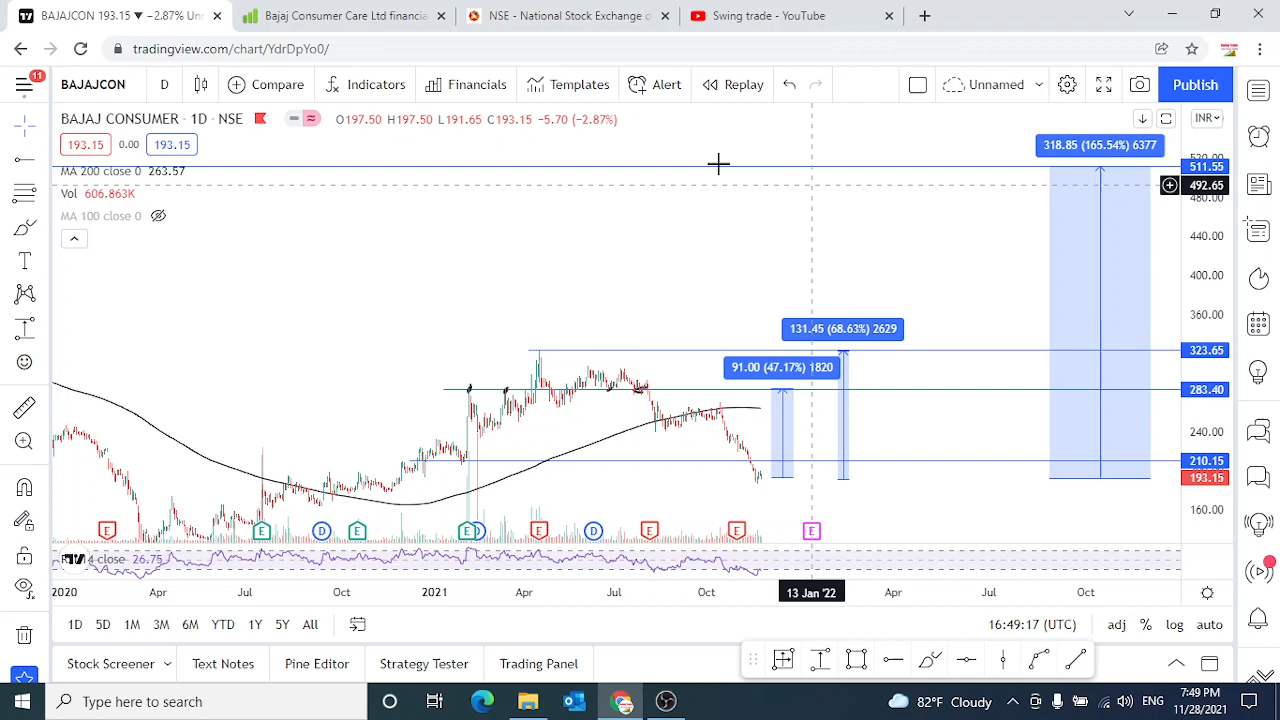 BAJAJCON 193.15 ▼ −2.87% Unr
Bajaj Consumer Care Ltd financia
NSE - National Stock Exchange o
Swing trade - YouTube
tradingview.com/chart/YdrDpYo0/
11
BAJAJCON
D
Compare
Indicators
Financials
Templates
Alert
Replay
Unnamed
Publish
BAJAJ CONSUMER · 1D · NSE
O197.50 H197.50 L191.65 C193.15 −5.70 (−2.87%)
INR
193.15 0.00 193.15
318.85 (165.54%) 6377
MA 200 close 0 263.57
511.55
492.65
Vol 606.863K
480.00
MA 100 close 0
440.00
400.00
360.00
131.45 (68.63%) 2629
323.65
91.00 (47.17%) 1820
283.40
240.00
210.15
193.15
160.00
E E D E E D E D E E E
14 close 26.75
2020 Apr Jul Oct 2021 Apr Jul Oct 13 Jan '22 Apr Jul Oct
1D 5D 1M 3M 6M YTD 1Y 5Y All
16:49:17 (UTC) adj % log auto
Stock Screener Text Notes Pine Editor Strategy Tester Trading Panel
Type here to search
82°F Cloudy
ENG
7:49 PM
11/28/2021